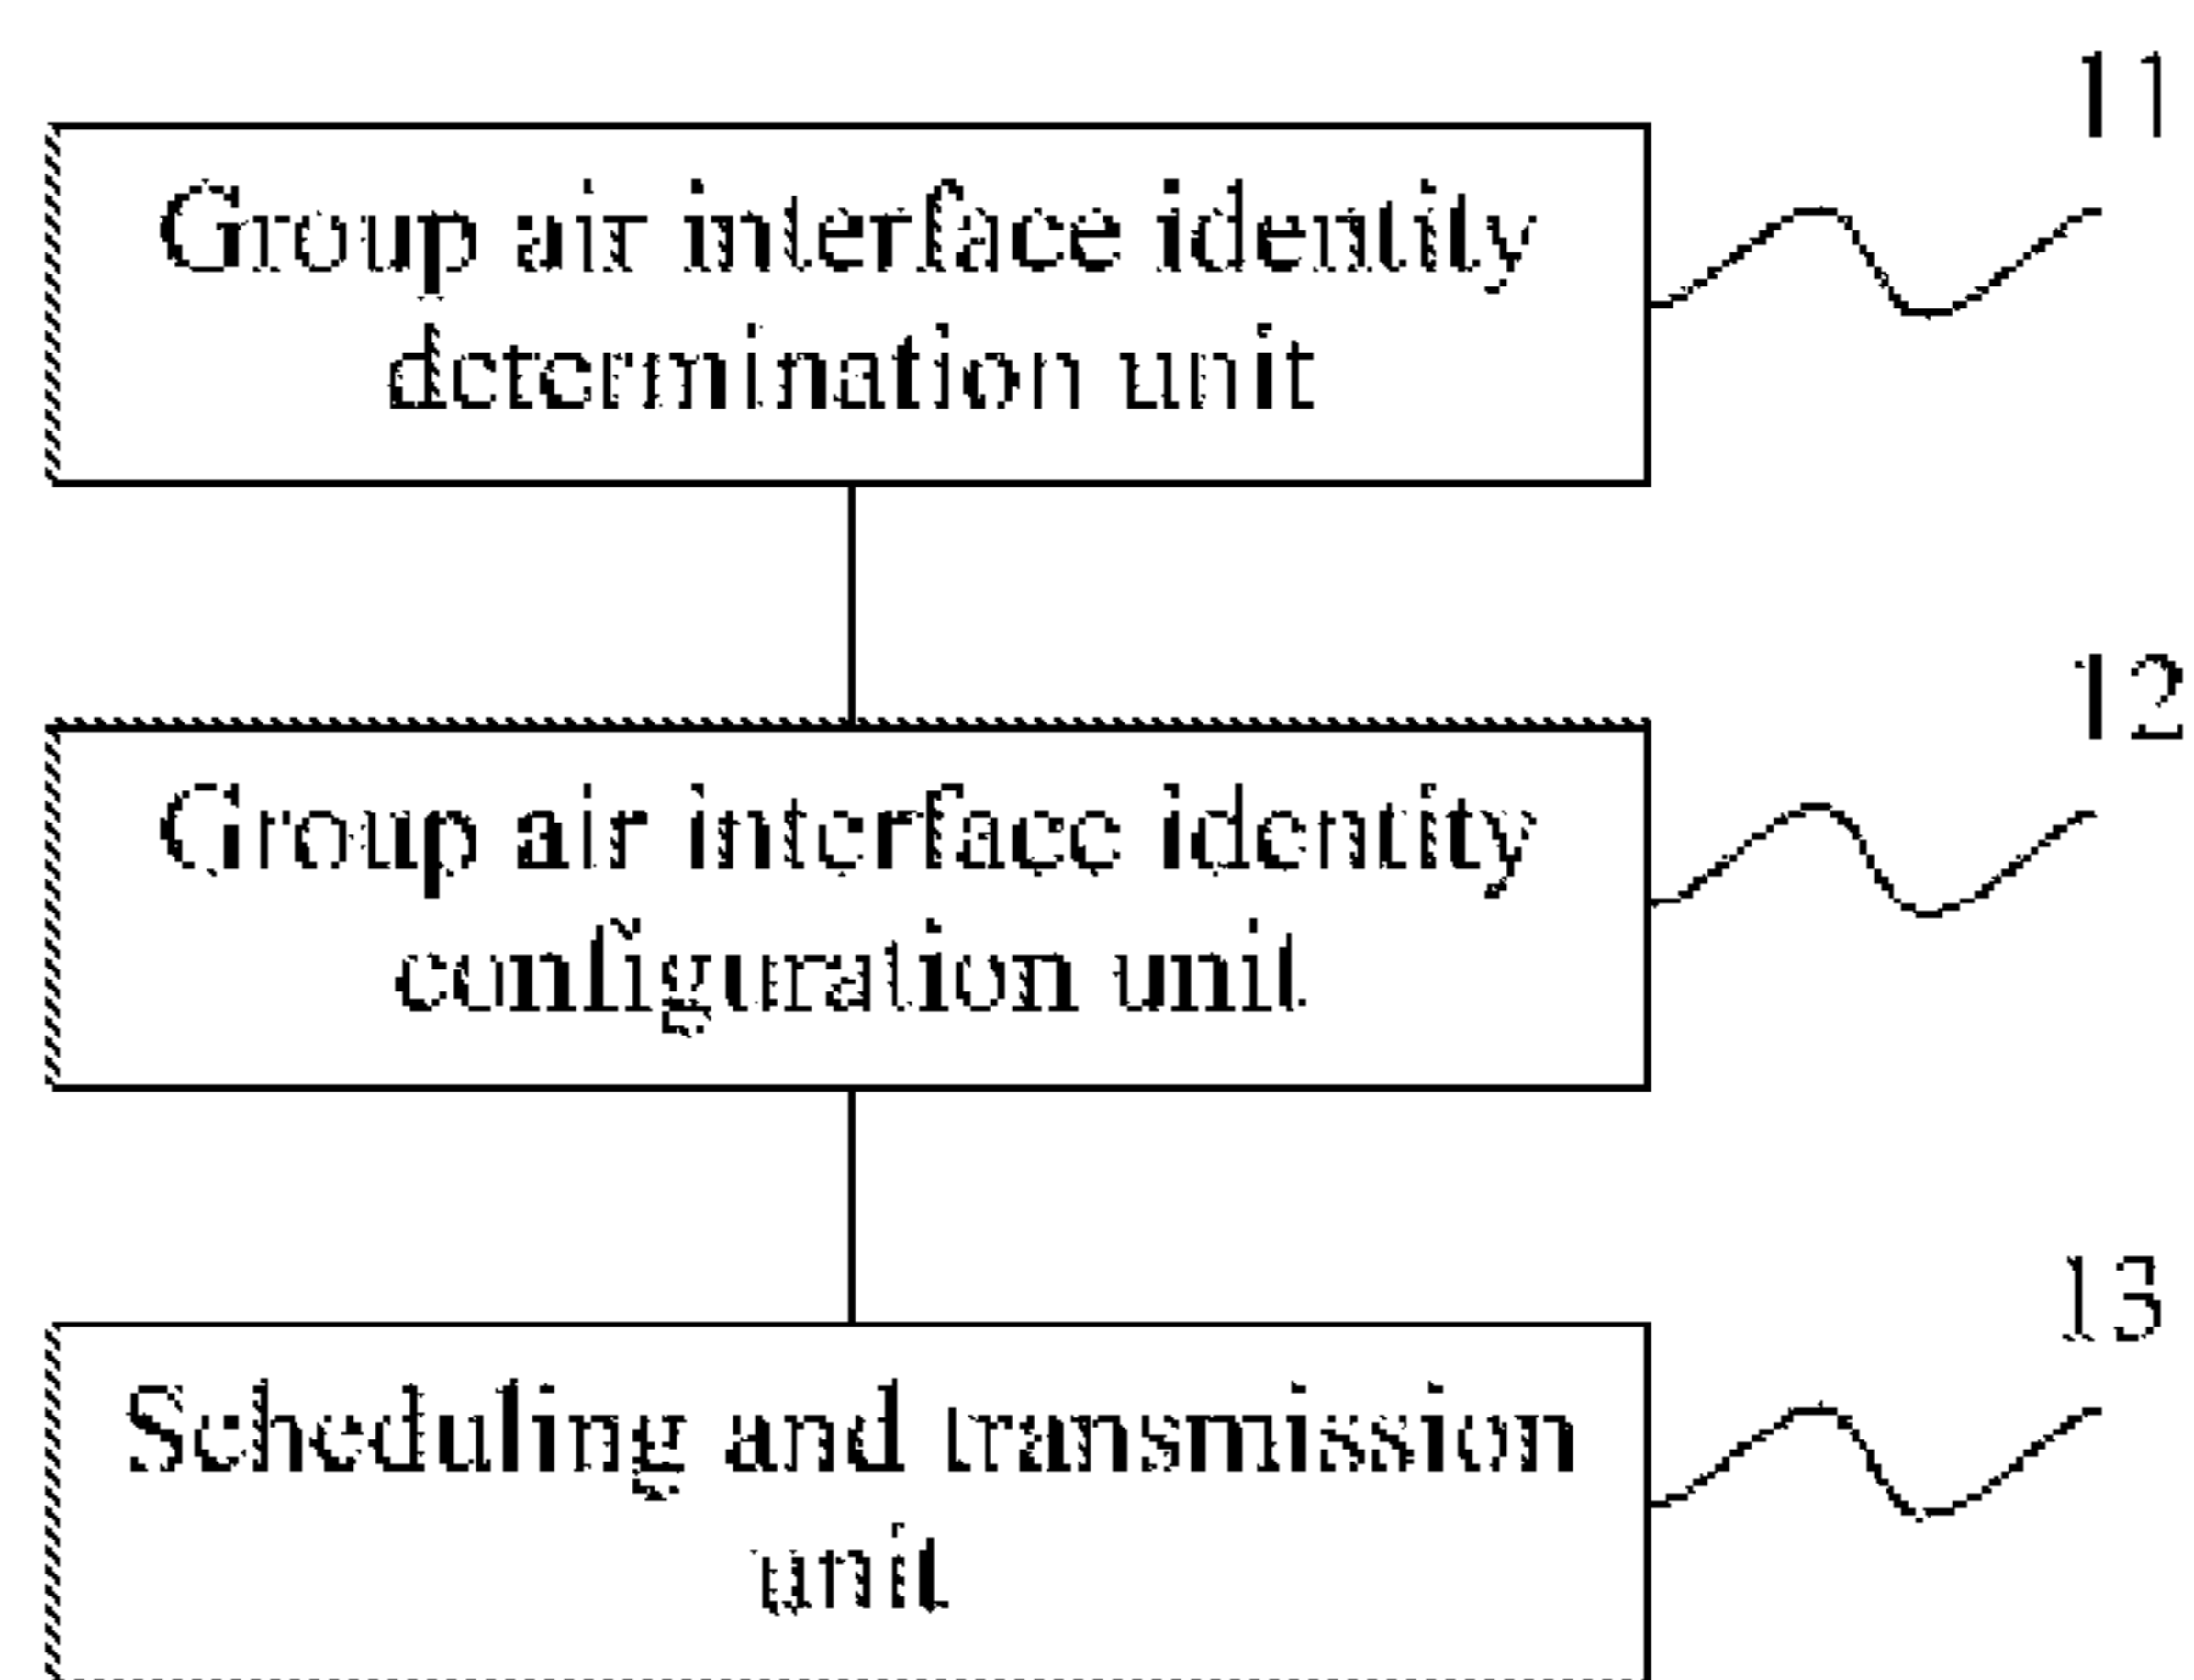 11
Group air interface identity
determination unit
12
Group air interface identity
configuration unit
13
Scheduling and transmission
unit